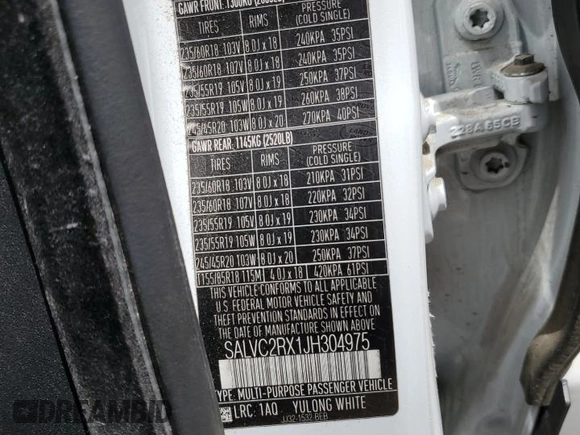 GAWR FRONT: 1300KG
TIRES RIMS PRESSURE (COLD SINGLE)
235/60R18 103V 8.0J x 18 240KPA 35PSI
235/60R18 107V 8.0J x 18 240KPA 35PSI
235/55R19 105V 8.0J x 19 250KPA 37PSI
235/55R19 105W 8.0J x 19 260KPA 38PSI
245/45R20 103W 8.0J x 20 270KPA 40PSI
GAWR REAR: 1145KG (2520LB)
TIRES RIMS PRESSURE (COLD SINGLE)
235/60R18 103V 8.0J x 18 210KPA 31PSI
235/60R18 107V 8.0J x 18 220KPA 32PSI
235/55R19 105V 8.0J x 19 230KPA 34PSI
235/55R19 105W 8.0J x 19 230KPA 34PSI
245/45R20 103W 8.0J x 20 250KPA 37PSI
T155/85R18 115M 4.0J x 18 420KPA 61PSI
THIS VEHICLE CONFORMS TO ALL APPLICABLE
U.S. FEDERAL MOTOR VEHICLE SAFETY AND THEFT
PREVENTION STANDARDS IN EFFECT ON THE DATE
OF MANUFACTURE SHOWN ABOVE.
SALVC2RX1JH304975
TYPE: MULTI-PURPOSE PASSENGER VEHICLE
LRC: 1AQ YULONG WHITE
JJ32-1532-BEB
228A65CB
DREAMBID
DREAMBID.COM